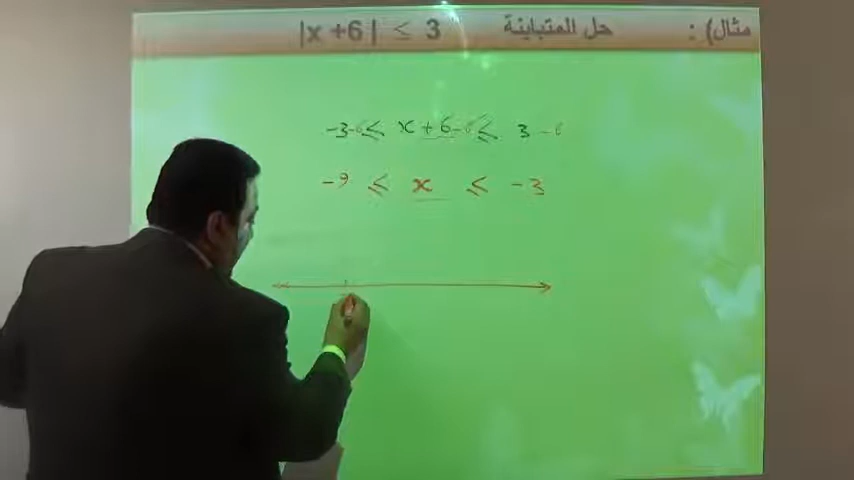 مثال) : حل المتباينة |x +6| ≤ 3
-3-6 ≤ x + 6-6 ≤ 3 -6
-9 ≤ x ≤ -3